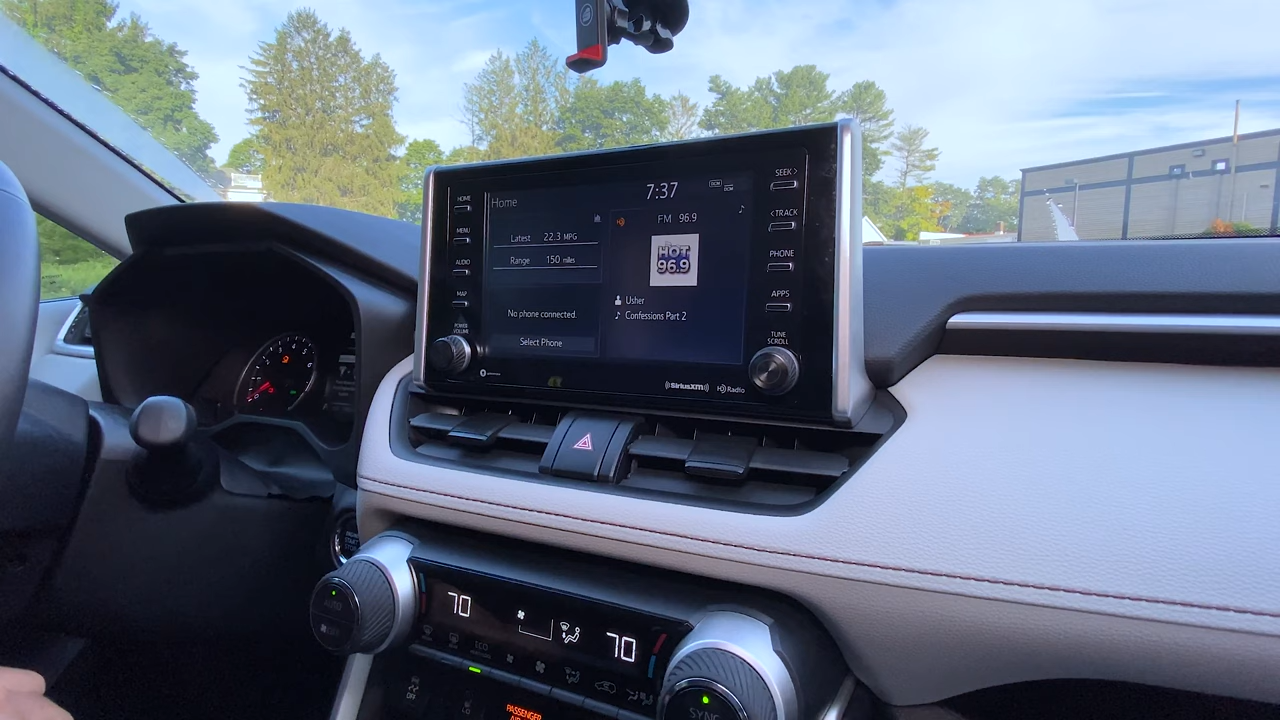 7:37
HOME
MENU
AUDIO
MAP
POWER
VOLUME
Home
Latest 22.3 MPG
Range 150 miles
No phone connected.
Select Phone
FM 96.9
HOT
96.9
Usher
Confessions Part 2
SEEK >
< TRACK
PHONE
APPS
TUNE
SCROLL
((SiriusXM))
HD Radio
70
70
AUTO
OFF
ECO
OFF
PASSENGER
SYNC